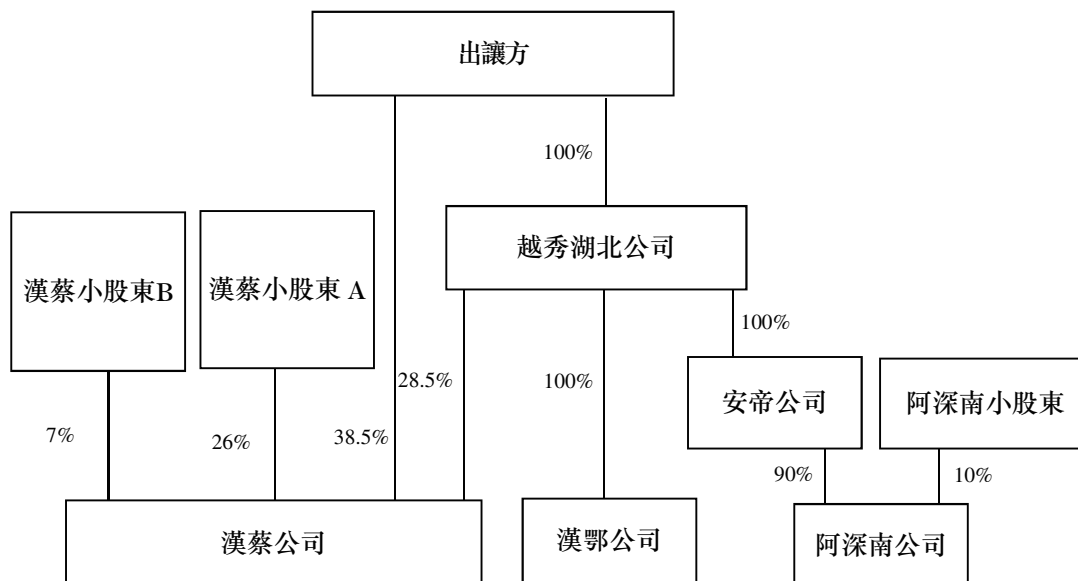 出讓方
100%
越秀湖北公司
漢蔡小股東B
漢蔡小股東 A
100%
28.5%
100%
安帝公司
阿深南小股東
7%
26%
38.5%
90%
10%
漢蔡公司
漢鄂公司
阿深南公司